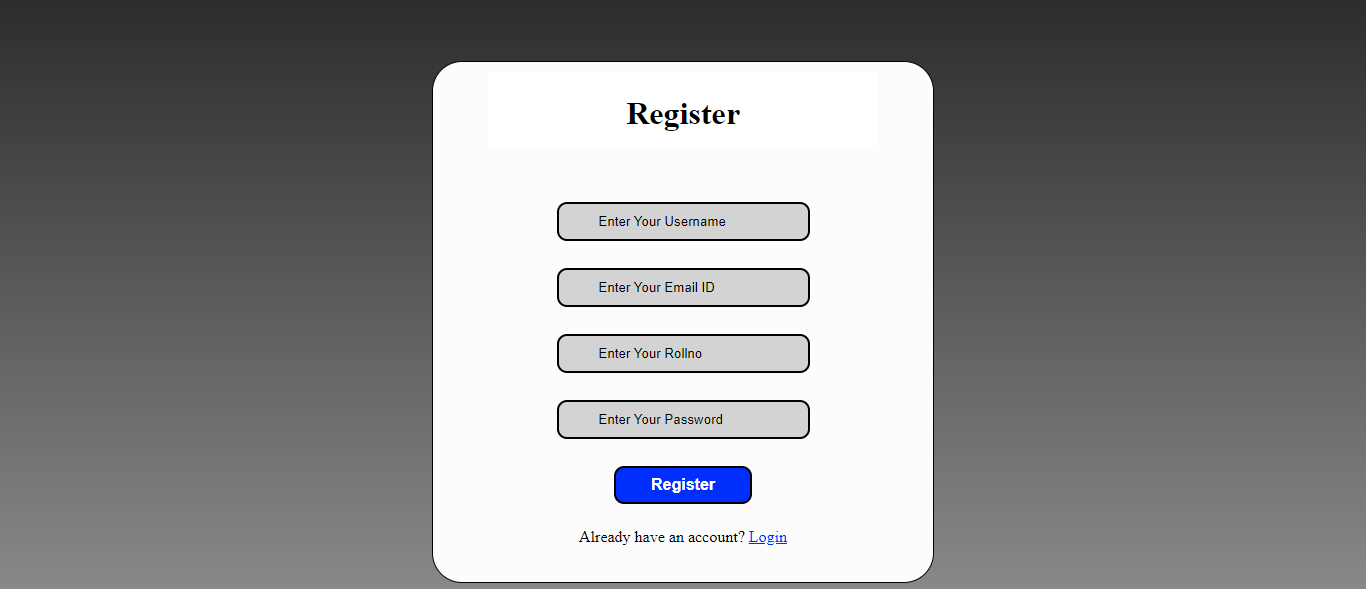 Register
Enter Your Username
Enter Your Email ID
Enter Your Rollno
Enter Your Password
Register
Already have an account? Login